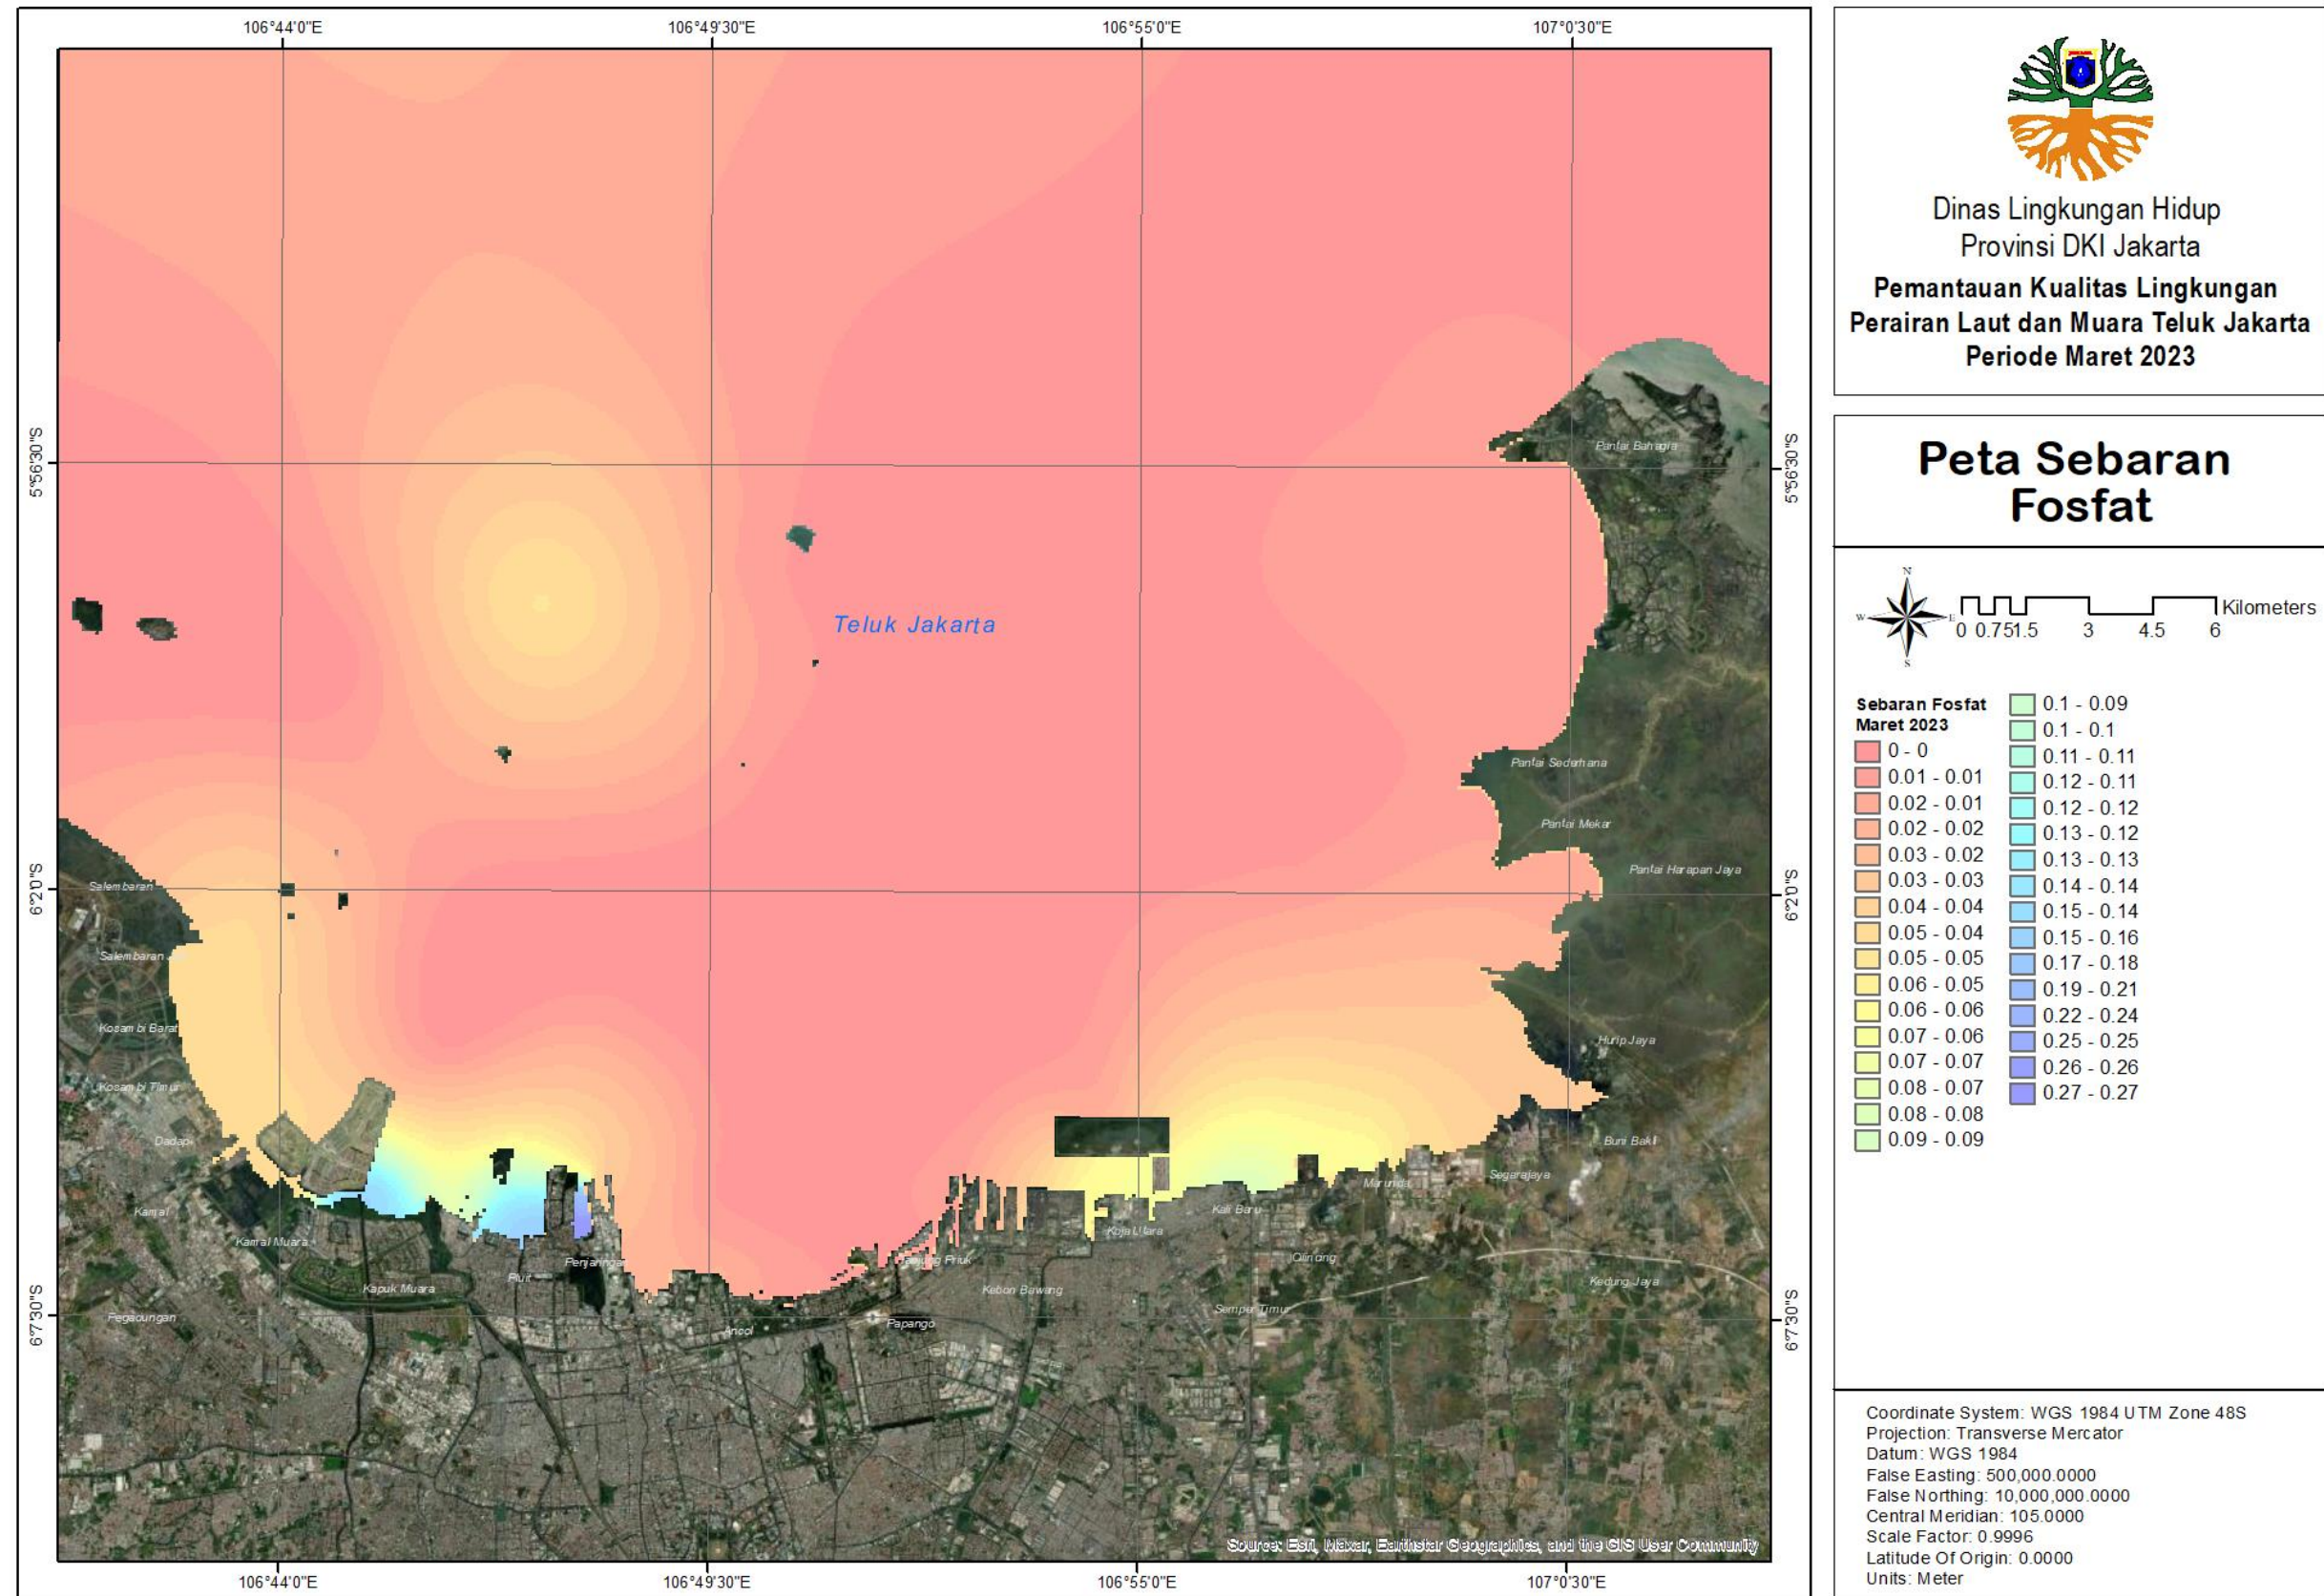 106°44'0"E
106°49'30"E
106°55'0"E
107°0'30"E
5°56'30"S
5°56'30"S
6°2'0"S
6°2'0"S
6°7'30"S
6°7'30"S
Teluk Jakarta
Pantai Bahagia
Pantai Sederhana
Pantai Mekar
Pantai Harapan Jaya
Salembaran
Salembaran
Kosambi Barat
Kosambi Timur
Hurip Jaya
Dadap
Buni Bakti
Segarajaya
Marunda
Kamal
Kali Baru
Koja Utara
Kamal Muara
Penjaringan
Tanjung Priuk
Cilincing
Pluit
Kapuk Muara
Kebon Bawang
Kedung Jaya
Pegadungan
Semper Timur
Ancol
Papango
Source: Esri, Maxar, Earthstar Geographics, and the GIS User Community
106°44'0"E
106°49'30"E
106°55'0"E
107°0'30"E
Dinas Lingkungan Hidup
Provinsi DKI Jakarta
Pemantauan Kualitas Lingkungan
Perairan Laut dan Muara Teluk Jakarta
Periode Maret 2023
Peta Sebaran
Fosfat
N
W
E
S
Kilometers
0 0.751.5 3 4.5 6
Sebaran Fosfat
Maret 2023
0 - 0
0.01 - 0.01
0.02 - 0.01
0.02 - 0.02
0.03 - 0.02
0.03 - 0.03
0.04 - 0.04
0.05 - 0.04
0.05 - 0.05
0.06 - 0.05
0.06 - 0.06
0.07 - 0.06
0.07 - 0.07
0.08 - 0.07
0.08 - 0.08
0.09 - 0.09
0.1 - 0.09
0.1 - 0.1
0.11 - 0.11
0.12 - 0.11
0.12 - 0.12
0.13 - 0.12
0.13 - 0.13
0.14 - 0.14
0.15 - 0.14
0.15 - 0.16
0.17 - 0.18
0.19 - 0.21
0.22 - 0.24
0.25 - 0.25
0.26 - 0.26
0.27 - 0.27
Coordinate System: WGS 1984 UTM Zone 48S
Projection: Transverse Mercator
Datum: WGS 1984
False Easting: 500,000.0000
False Northing: 10,000,000.0000
Central Meridian: 105.0000
Scale Factor: 0.9996
Latitude Of Origin: 0.0000
Units: Meter